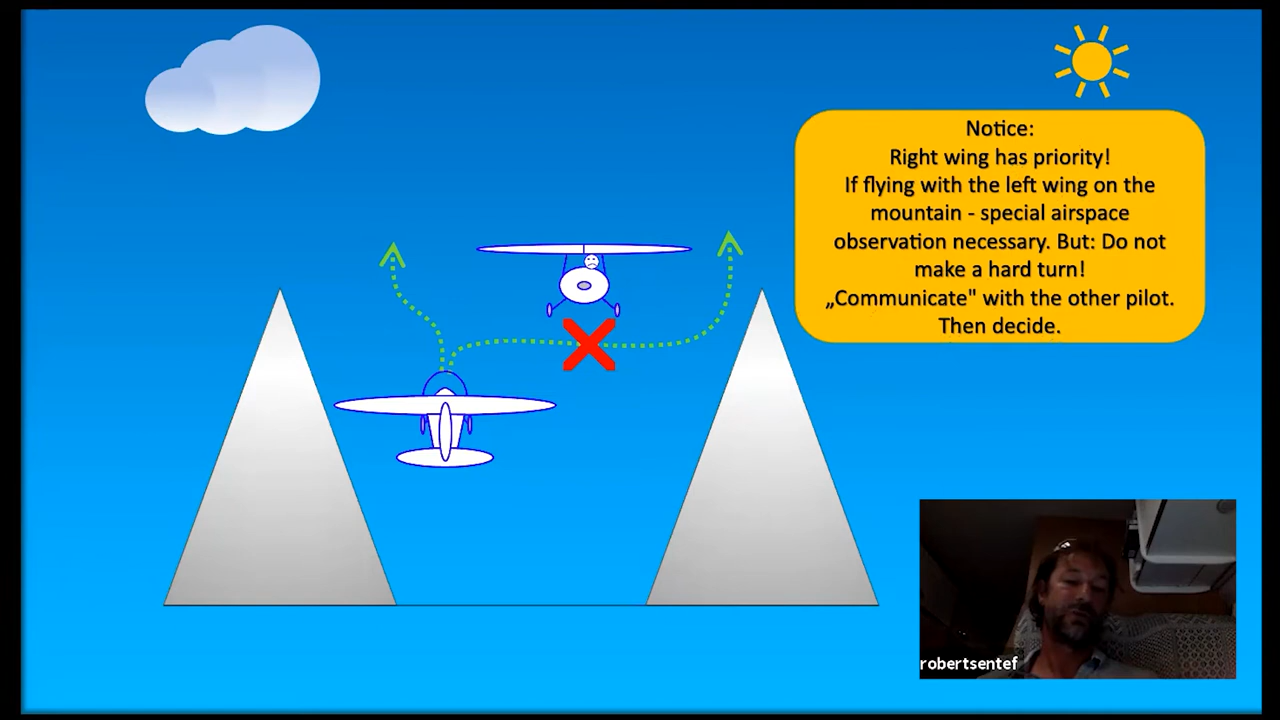 Notice:
Right wing has priority!
If flying with the left wing on the
mountain - special airspace
observation necessary. But: Do not
make a hard turn!
„Communicate" with the other pilot.
Then decide.
robertsentef